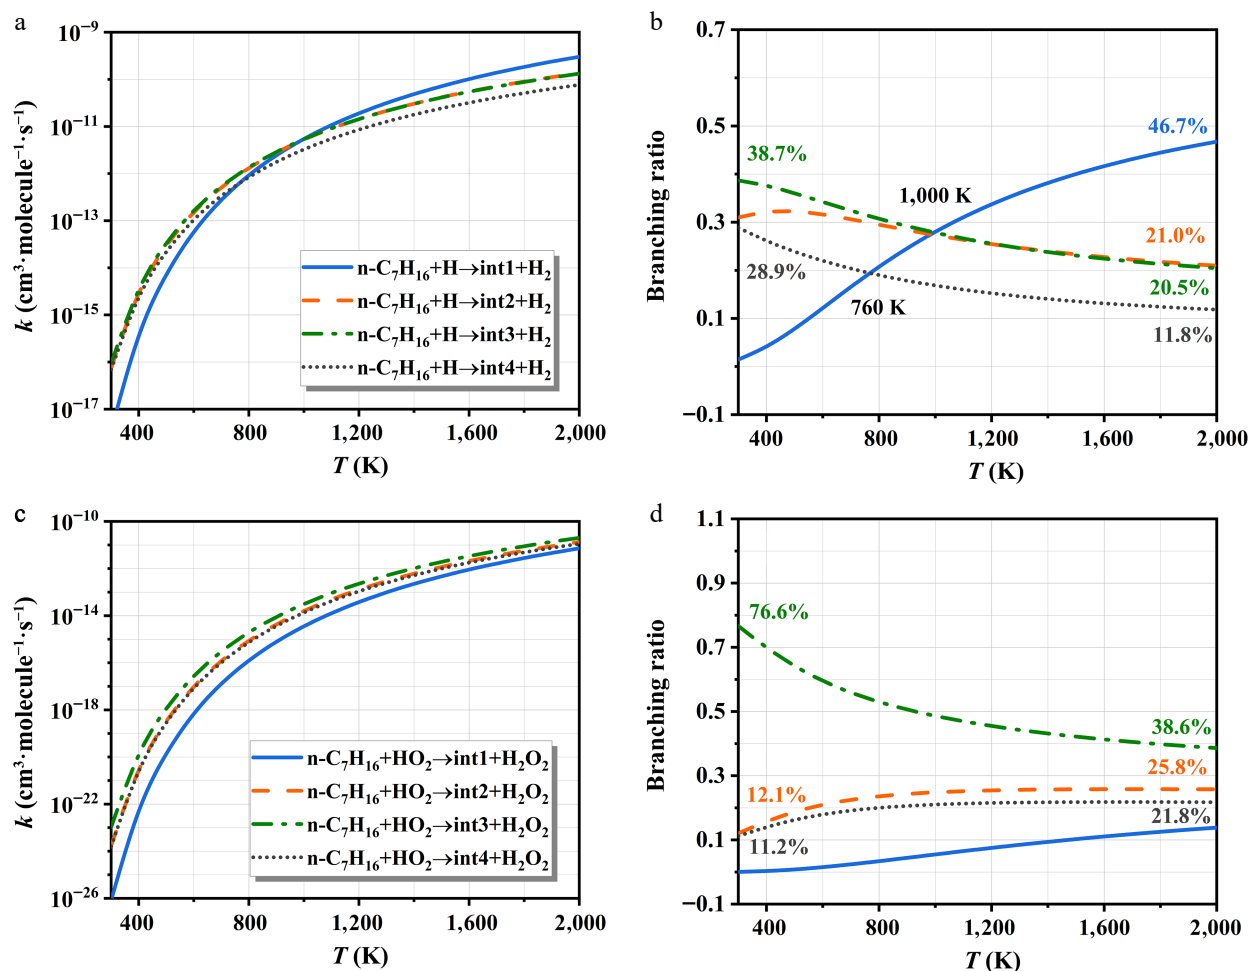 a
10⁻⁹
10⁻¹¹
10⁻¹³
10⁻¹⁵
10⁻¹⁷
k (cm³·molecule⁻¹·s⁻¹)
n-C₇H₁₆+H→int1+H₂
n-C₇H₁₆+H→int2+H₂
n-C₇H₁₆+H→int3+H₂
n-C₇H₁₆+H→int4+H₂
400 800 1,200 1,600 2,000
T (K)
b
0.7
0.5
0.3
0.1
−0.1
Branching ratio
46.7%
38.7%
1,000 K
21.0%
28.9%
20.5%
760 K
11.8%
400 800 1,200 1,600 2,000
T (K)
c
10⁻¹⁰
10⁻¹⁴
10⁻¹⁸
10⁻²²
10⁻²⁶
k (cm³·molecule⁻¹·s⁻¹)
n-C₇H₁₆+HO₂→int1+H₂O₂
n-C₇H₁₆+HO₂→int2+H₂O₂
n-C₇H₁₆+HO₂→int3+H₂O₂
n-C₇H₁₆+HO₂→int4+H₂O₂
400 800 1,200 1,600 2,000
T (K)
d
1.1
0.9
0.7
0.5
0.3
0.1
−0.1
Branching ratio
76.6%
38.6%
25.8%
12.1%
21.8%
11.2%
400 800 1,200 1,600 2,000
T (K)